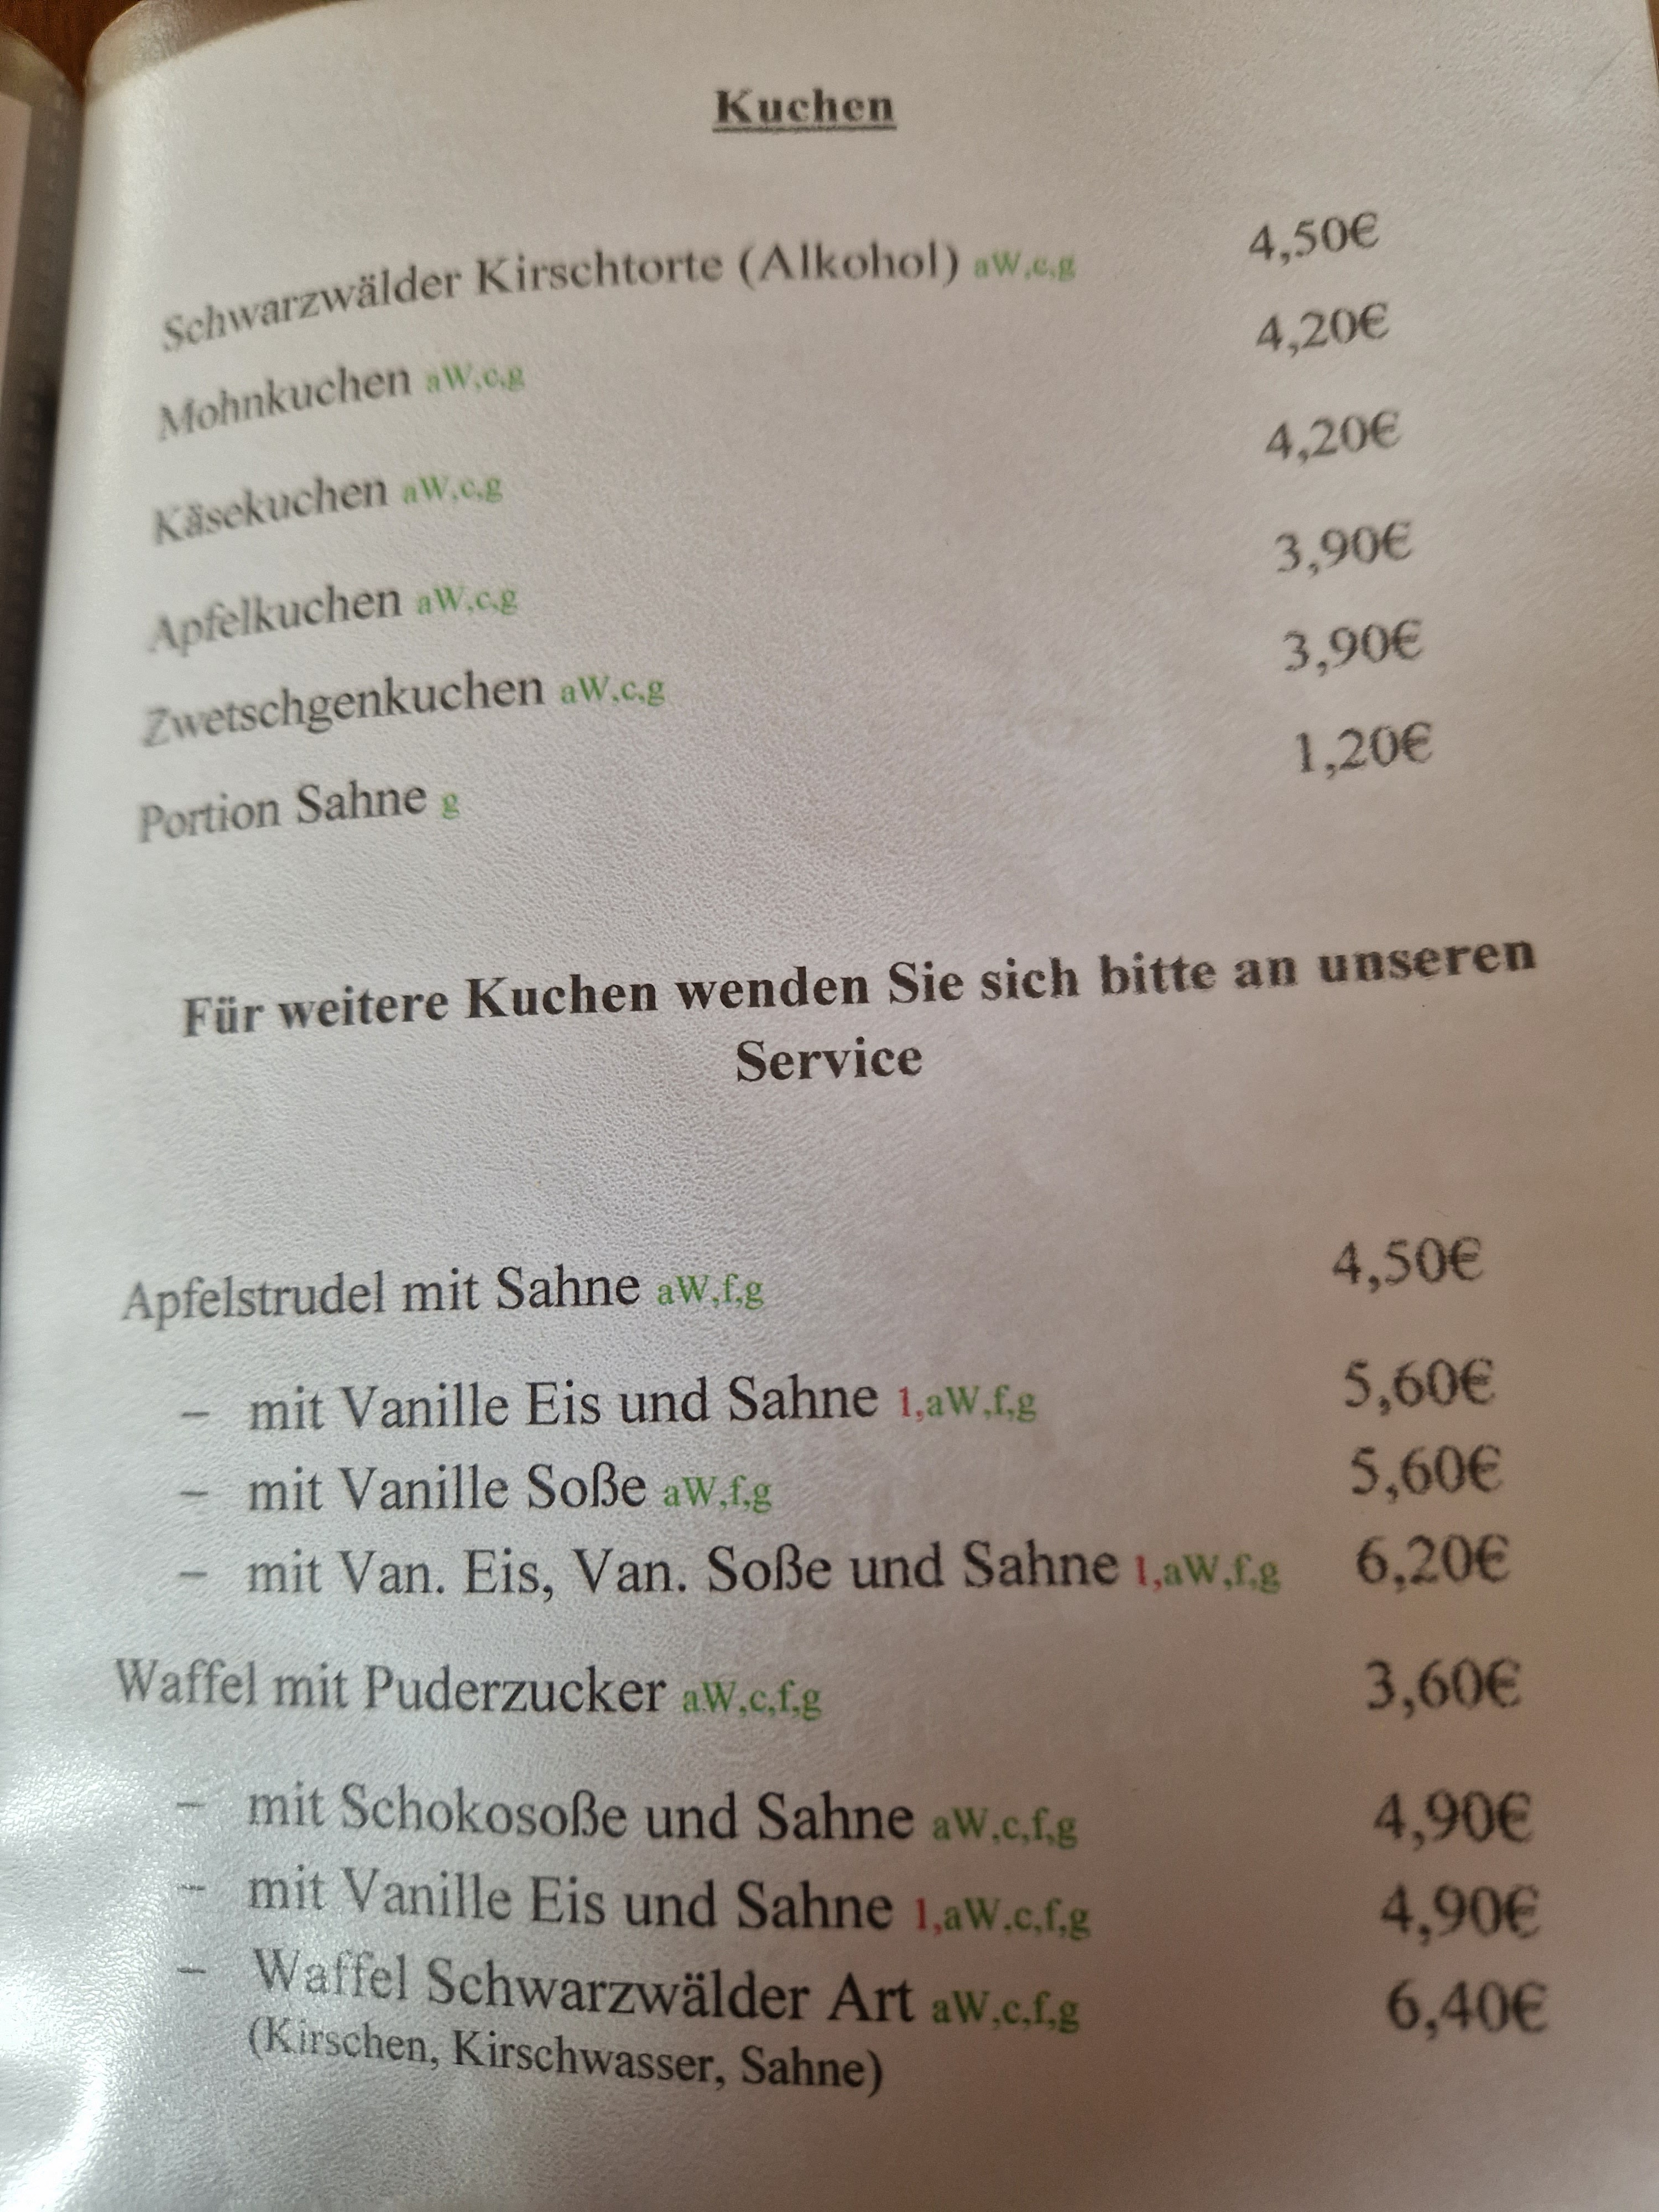 Kuchen
Schwarzwälder Kirschtorte (Alkohol) aW,c,g 4,50€
Mohnkuchen aW,c,g 4,20€
Käsekuchen aW,c,g 4,20€
Apfelkuchen aW,c,g 3,90€
Zwetschgenkuchen aW,c,g 3,90€
Portion Sahne g 1,20€
Für weitere Kuchen wenden Sie sich bitte an unseren
Service
Apfelstrudel mit Sahne aW,f,g 4,50€
– mit Vanille Eis und Sahne 1,aW,f,g 5,60€
– mit Vanille Soße aW,f,g 5,60€
– mit Van. Eis, Van. Soße und Sahne 1,aW,f,g 6,20€
Waffel mit Puderzucker aW,c,f,g 3,60€
– mit Schokosoße und Sahne aW,c,f,g 4,90€
– mit Vanille Eis und Sahne 1,aW,c,f,g 4,90€
– Waffel Schwarzwälder Art aW,c,f,g 6,40€
(Kirschen, Kirschwasser, Sahne)